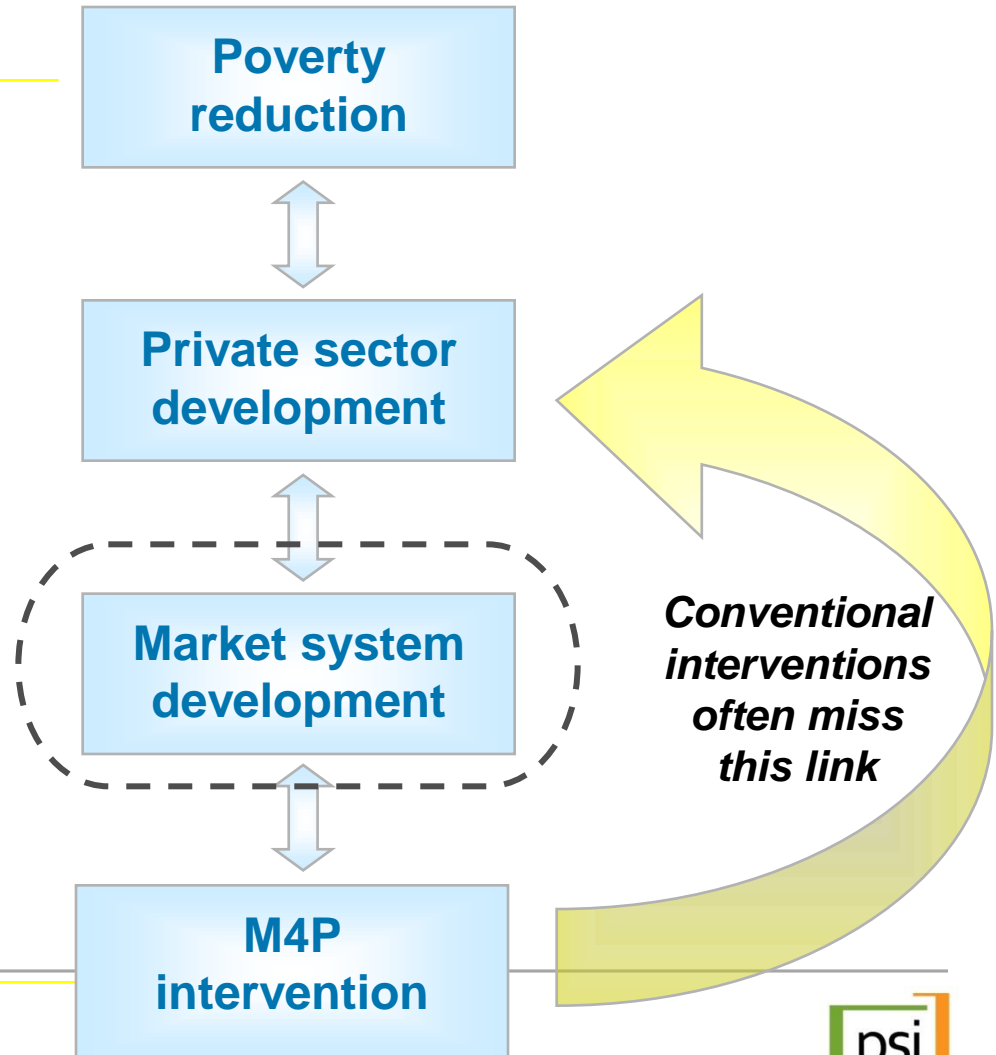 Poverty
reduction
Private sector
development
Market system
development
Conventional
interventions
often miss
this link
M4P
intervention
psi